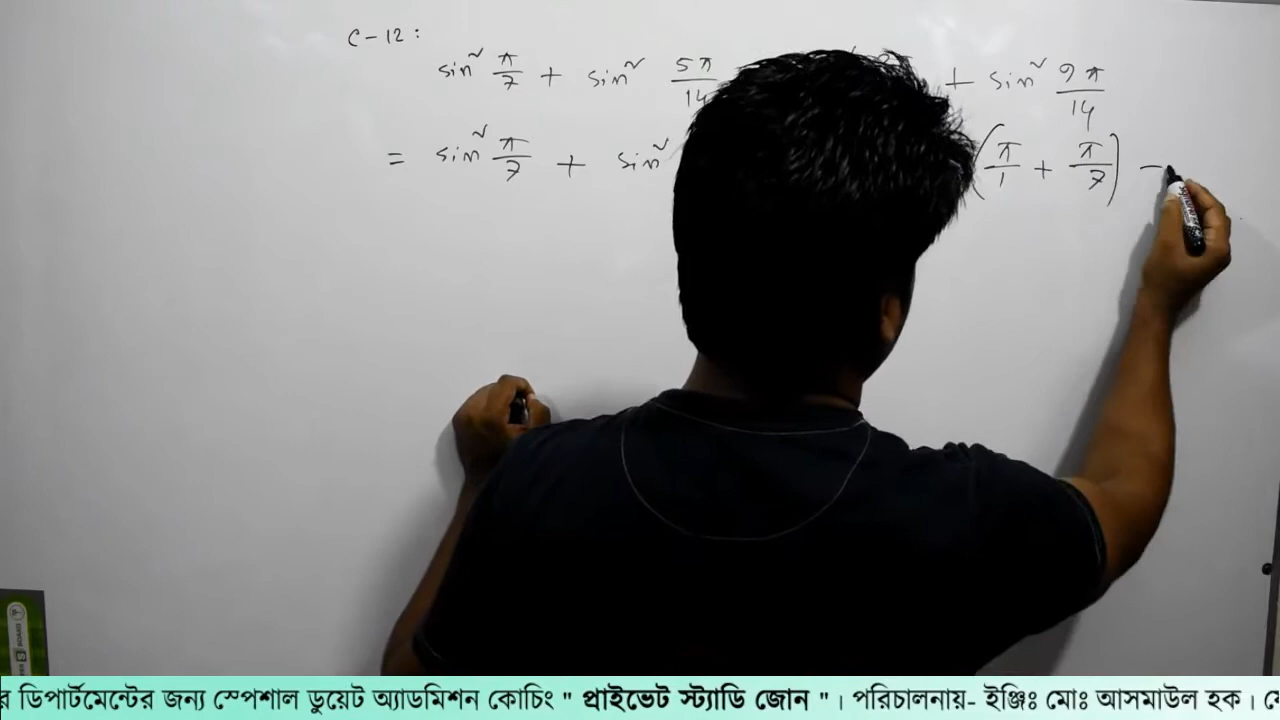 C-12:
sin² π/7 + sin² 5π/14 + sin² 9π/14
= sin² π/7 + sin² (π/1 + π/7) -
র ডিপার্টমেন্টের জন্য স্পেশাল ডুয়েট অ্যাডমিশন কোচিং " প্রাইভেট স্ট্যাডি জোন "। পরিচালনায়- ইঞ্জিঃ মোঃ আসমাউল হক।